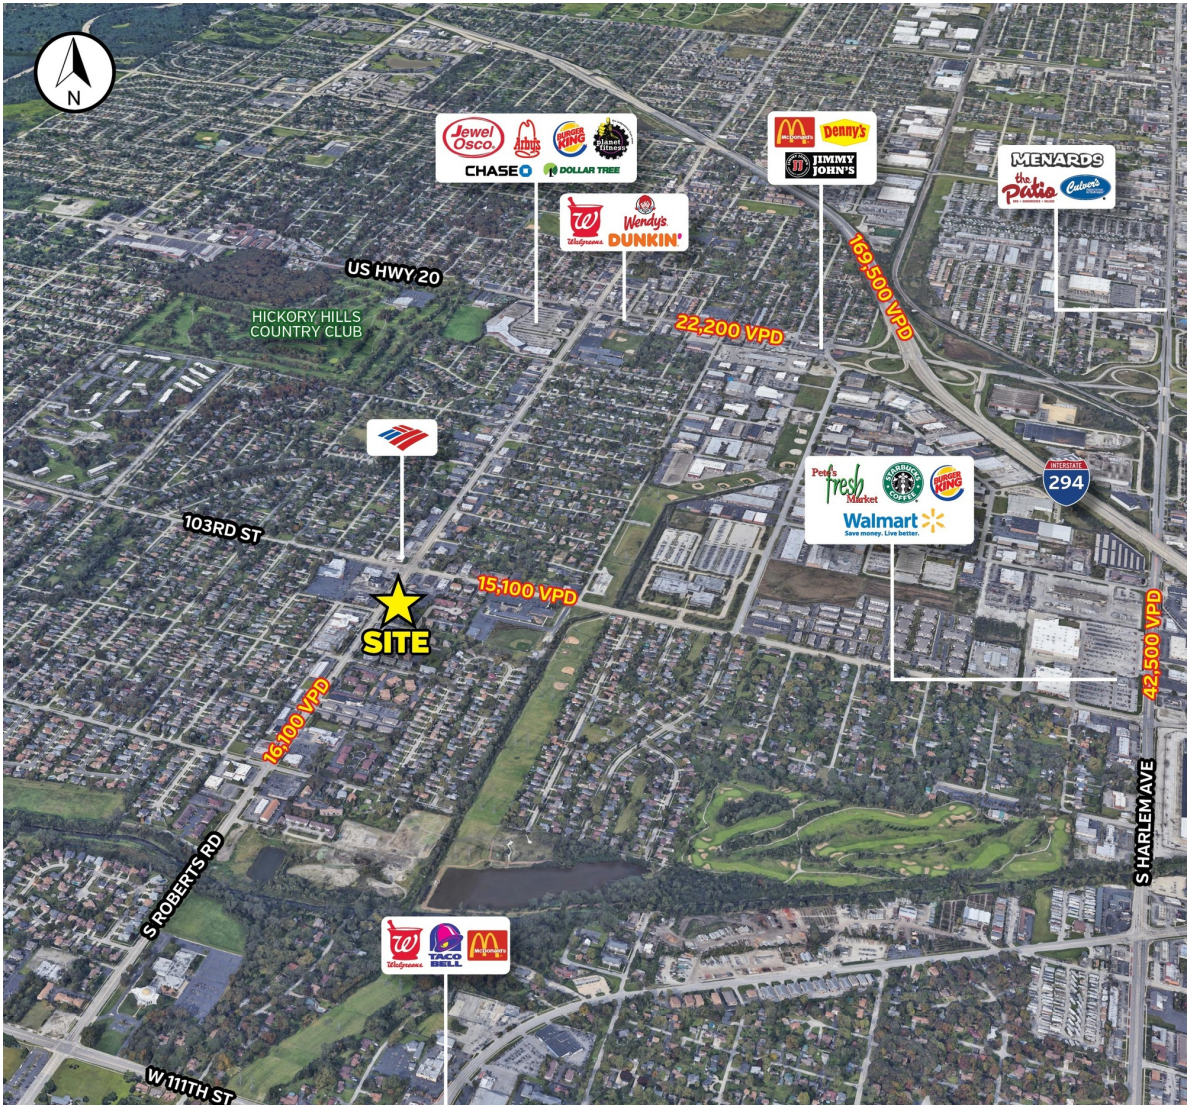 N
Jewel
Osco.
Arby's
BURGER
KING
planet
fitness
CHASE
DOLLAR TREE
McDonald's
Denny's
JIMMY JOHN'S
JJ
JIMMY
JOHN'S
MENARDS
the
Patio
Culver's
W
Walgreens
Wendy's
DUNKIN'
US HWY 20
169,500 VPD
HICKORY HILLS
COUNTRY CLUB
22,200 VPD
Pete's
fresh
Market
STARBUCKS
COFFEE
BURGER
KING
Walmart
Save money. Live better.
INTERSTATE
294
103RD ST
15,100 VPD
SITE
42,500 VPD
16,100 VPD
S HARLEM AVE
S ROBERTS RD
W
Walgreens
TACO
BELL
McDonald's
W 111TH ST